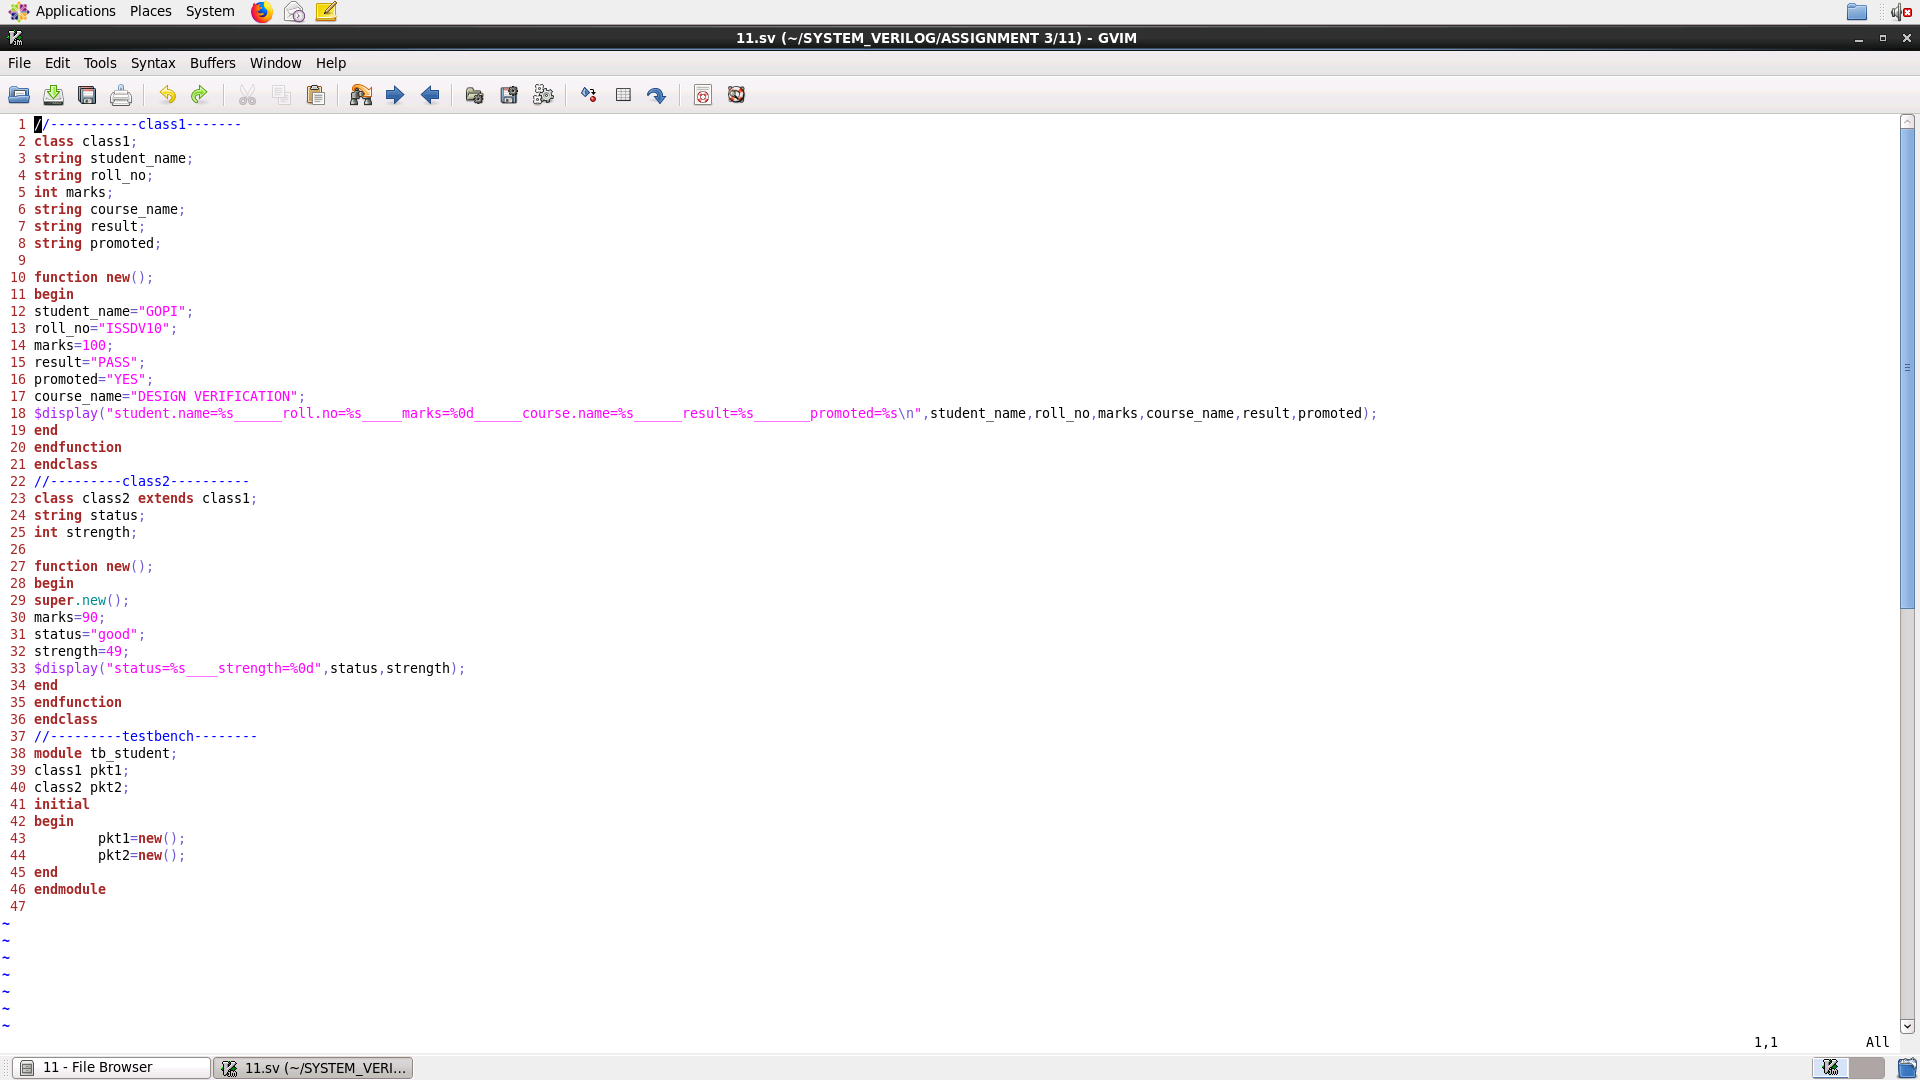 Applications Places System
11.sv (~/SYSTEM_VERILOG/ASSIGNMENT 3/11) - GVIM
File Edit Tools Syntax Buffers Window Help
1 //-----------class1-------
2 class class1;
3 string student_name;
4 string roll_no;
5 int marks;
6 string course_name;
7 string result;
8 string promoted;
9
10 function new();
11 begin
12 student_name="GOPI";
13 roll_no="ISSDV10";
14 marks=100;
15 result="PASS";
16 promoted="YES";
17 course_name="DESIGN VERIFICATION";
18 $display("student.name=%s______roll.no=%s_____marks=%0d______course.name=%s______result=%s_______promoted=%s\n",student_name,roll_no,marks,course_name,result,promoted);
19 end
20 endfunction
21 endclass
22 //---------class2----------
23 class class2 extends class1;
24 string status;
25 int strength;
26
27 function new();
28 begin
29 super.new();
30 marks=90;
31 status="good";
32 strength=49;
33 $display("status=%s____strength=%0d",status,strength);
34 end
35 endfunction
36 endclass
37 //---------testbench--------
38 module tb_student;
39 class1 pkt1;
40 class2 pkt2;
41 initial
42 begin
43         pkt1=new();
44         pkt2=new();
45 end
46 endmodule
47
~
~
~
~
~
~
~
1,1 All
11 - File Browser 11.sv (~/SYSTEM_VERI...